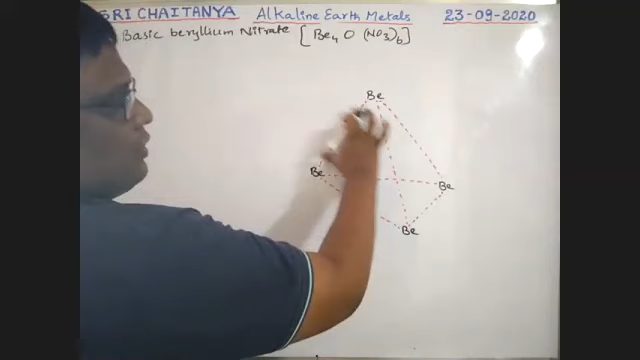 SRI CHAITANYA Alkaline Earth Metals 23-09-2020
Basic beryllium Nitrate [Be₄ O (NO₃)₆]
Be
Be
Be
Be